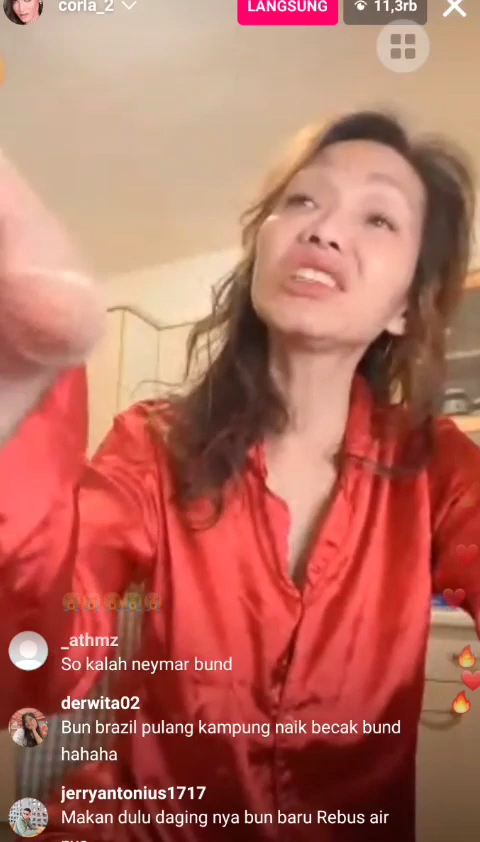 corla_2
LANGSUNG
11,3rb
_athmz
So kalah neymar bund
derwita02
Bun brazil pulang kampung naik becak bund
hahaha
jerryantonius1717
Makan dulu daging nya bun baru Rebus air